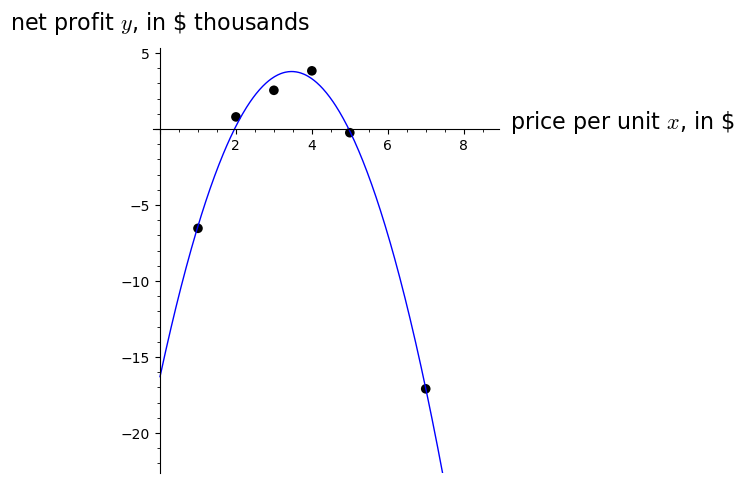 net profit y, in $ thousands
5
price per unit x, in $
2 4 6 8
−5
−10
−15
−20